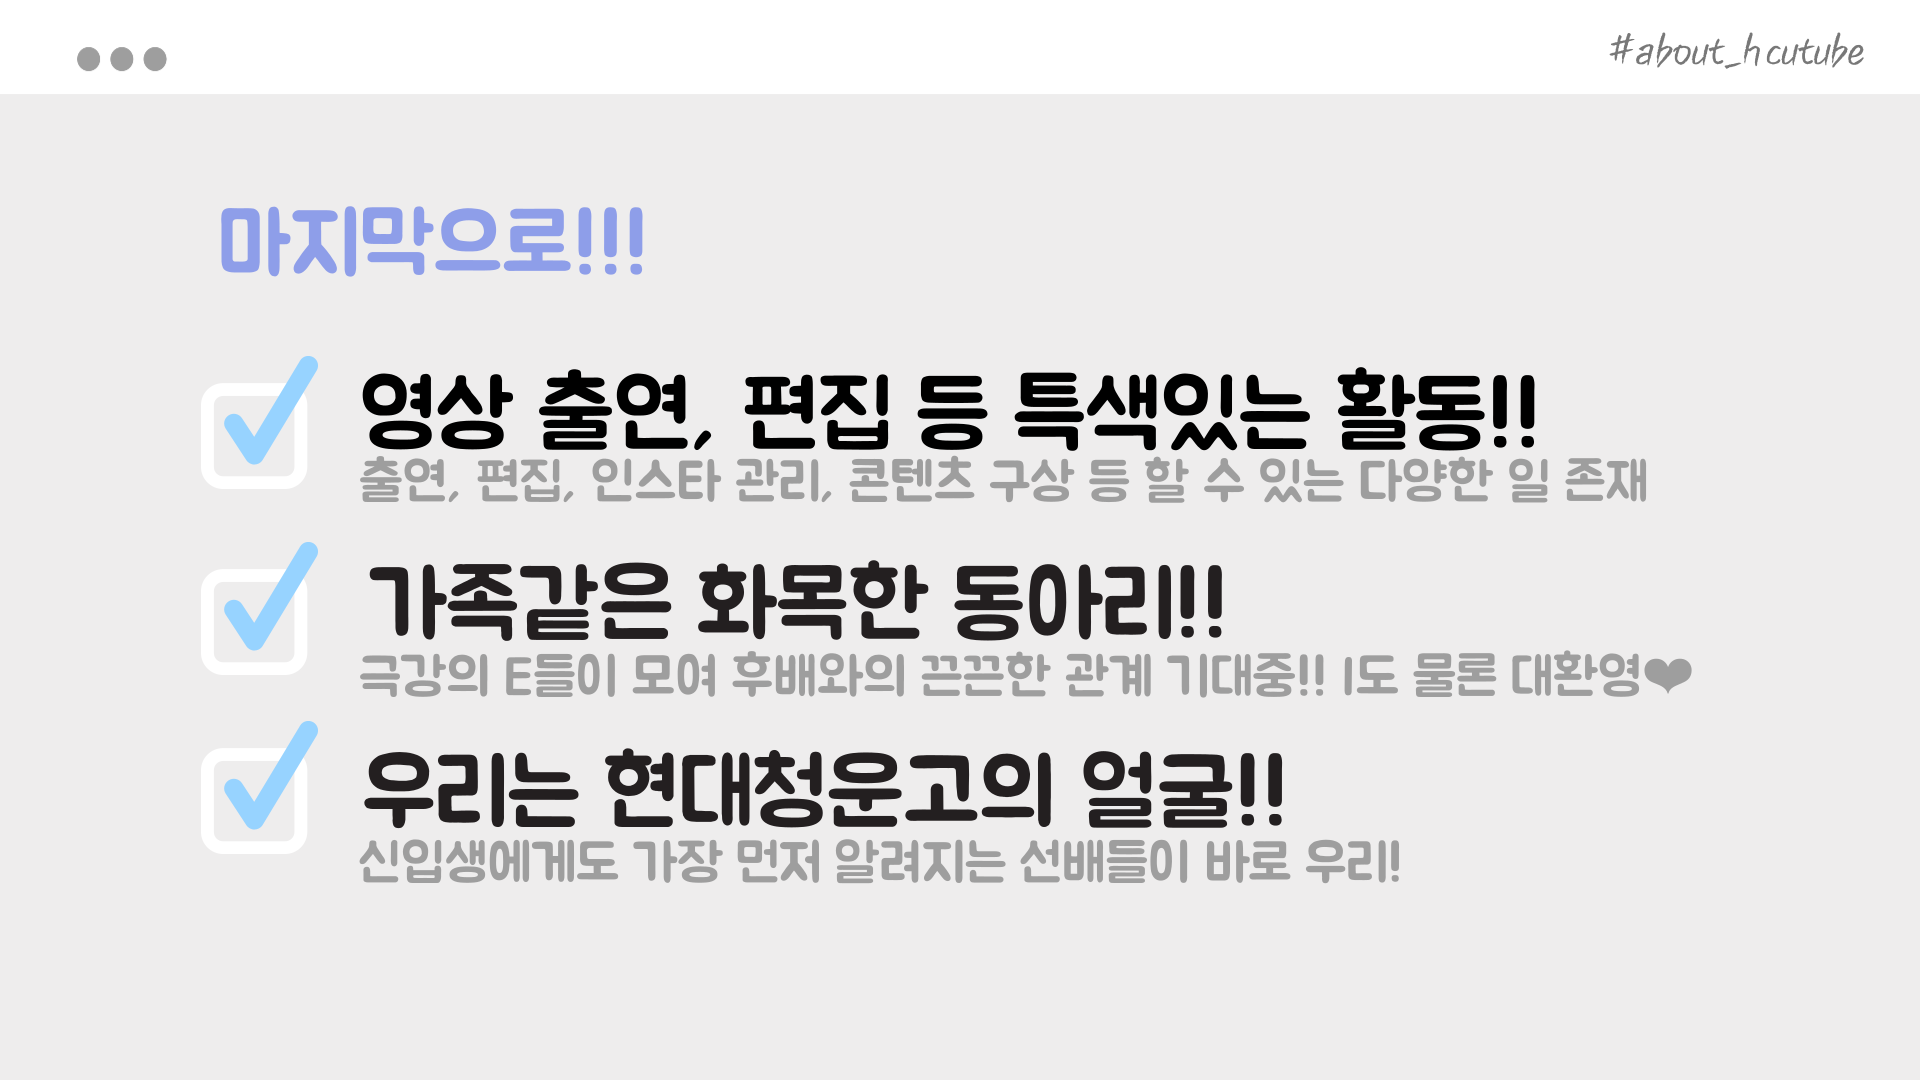 #about_hcutube
마지막으로!!!
영상 출연, 편집 등 특색있는 활동!!
출연, 편집, 인스타 관리, 콘텐츠 구상 등 할 수 있는 다양한 일 존재
가족같은 화목한 동아리!!
극강의 E들이 모여 후배와의 끈끈한 관계 기대중!! I도 물론 대환영❤
우리는 현대청운고의 얼굴!!
신입생에게도 가장 먼저 알려지는 선배들이 바로 우리!